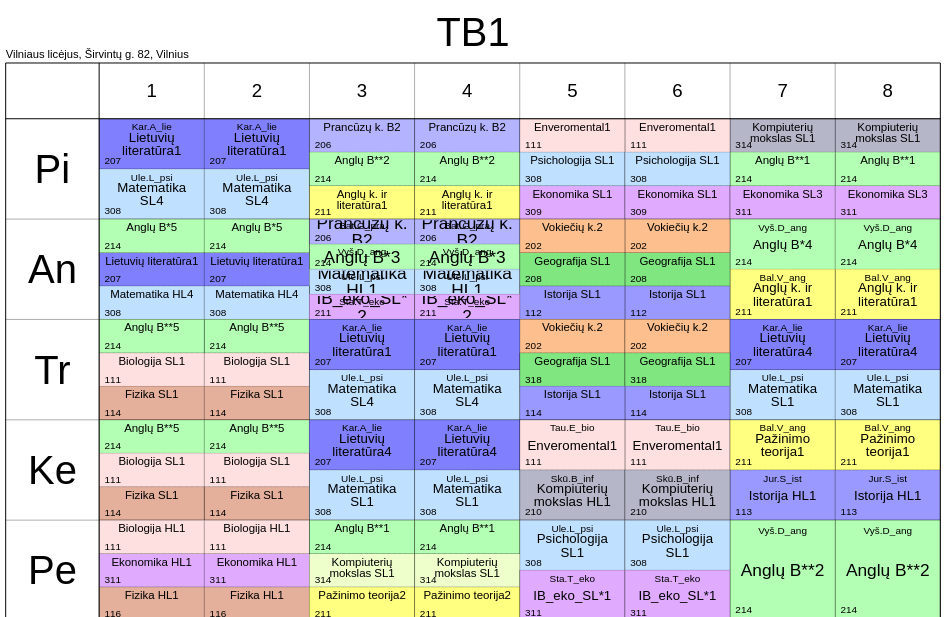 TB1
Vilniaus licėjus, Širvintų g. 82, Vilnius
1 2 3 4 5 6 7 8
Pi
Kar.A_lie
Lietuvių
literatūra1
207
Kar.A_lie
Lietuvių
literatūra1
207
Prancūzų k. B2
206
Prancūzų k. B2
206
Enveromental1
111
Enveromental1
111
Kompiuterių
mokslas SL1
314
Kompiuterių
mokslas SL1
314
Anglų B**2
214
Anglų B**2
214
Psichologija SL1
308
Psichologija SL1
308
Anglų B**1
214
Anglų B**1
214
Ule.L_psi
Matematika
SL4
308
Ule.L_psi
Matematika
SL4
308
Anglų k. ir
literatūra1
211
Anglų k. ir
literatūra1
211
Ekonomika SL1
309
Ekonomika SL1
309
Ekonomika SL3
311
Ekonomika SL3
311
An
Anglų B*5
214
Anglų B*5
214
Prancūzų k.
B2
206
Prancūzų k.
B2
206
Vokiečių k.2
202
Vokiečių k.2
202
Vyš.D_ang
Anglų B*4
214
Vyš.D_ang
Anglų B*4
214
Lietuvių literatūra1
207
Lietuvių literatūra1
207
Vyš.D_ang
Anglų B*3
214
Vyš.D_ang
Anglų B*3
214
Geografija SL1
208
Geografija SL1
208
Matematika HL4
308
Matematika HL4
308
Ule.L_psi
Matematika
HL1
308
Ule.L_psi
Matematika
HL1
308
Sta.T_eko
IB_eko_SL*
2
211
Sta.T_eko
IB_eko_SL*
2
211
Istorija SL1
112
Istorija SL1
112
Bal.V_ang
Anglų k. ir
literatūra1
211
Bal.V_ang
Anglų k. ir
literatūra1
211
Tr
Anglų B**5
214
Anglų B**5
214
Kar.A_lie
Lietuvių
literatūra1
207
Kar.A_lie
Lietuvių
literatūra1
207
Vokiečių k.2
202
Vokiečių k.2
202
Kar.A_lie
Lietuvių
literatūra4
207
Kar.A_lie
Lietuvių
literatūra4
207
Biologija SL1
111
Biologija SL1
111
Geografija SL1
318
Geografija SL1
318
Fizika SL1
114
Fizika SL1
114
Ule.L_psi
Matematika
SL4
308
Ule.L_psi
Matematika
SL4
308
Istorija SL1
114
Istorija SL1
114
Ule.L_psi
Matematika
SL1
308
Ule.L_psi
Matematika
SL1
308
Ke
Anglų B**5
214
Anglų B**5
214
Kar.A_lie
Lietuvių
literatūra4
207
Kar.A_lie
Lietuvių
literatūra4
207
Tau.E_bio
Enveromental1
111
Tau.E_bio
Enveromental1
111
Bal.V_ang
Pažinimo
teorija1
211
Bal.V_ang
Pažinimo
teorija1
211
Biologija SL1
111
Biologija SL1
111
Fizika SL1
114
Fizika SL1
114
Ule.L_psi
Matematika
SL1
308
Ule.L_psi
Matematika
SL1
308
Skū.B_inf
Kompiuterių
mokslas HL1
210
Skū.B_inf
Kompiuterių
mokslas HL1
210
Jur.S_ist
Istorija HL1
113
Jur.S_ist
Istorija HL1
113
Pe
Biologija HL1
111
Biologija HL1
111
Anglų B**1
214
Anglų B**1
214
Ule.L_psi
Psichologija
SL1
308
Ule.L_psi
Psichologija
SL1
308
Vyš.D_ang
Anglų B**2
214
Vyš.D_ang
Anglų B**2
214
Ekonomika HL1
311
Ekonomika HL1
311
Kompiuterių
mokslas SL1
314
Kompiuterių
mokslas SL1
314
Fizika HL1
116
Fizika HL1
116
Pažinimo teorija2
211
Pažinimo teorija2
211
Sta.T_eko
IB_eko_SL*1
311
Sta.T_eko
IB_eko_SL*1
311